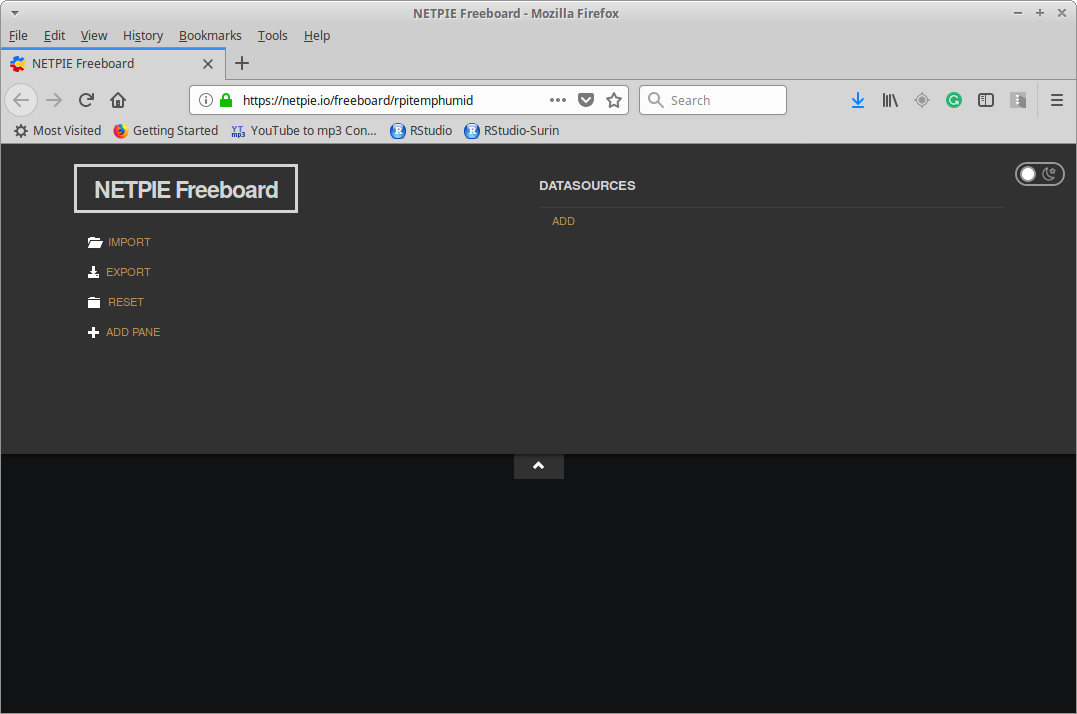 NETPIE Freeboard - Mozilla Firefox
File Edit View History Bookmarks Tools Help
NETPIE Freeboard
https://netpie.io/freeboard/rpitemphumid Search
Most Visited Getting Started YT mp3 YouTube to mp3 Con... R RStudio R RStudio-Surin
NETPIE Freeboard
IMPORT
EXPORT
RESET
ADD PANE
DATASOURCES
ADD